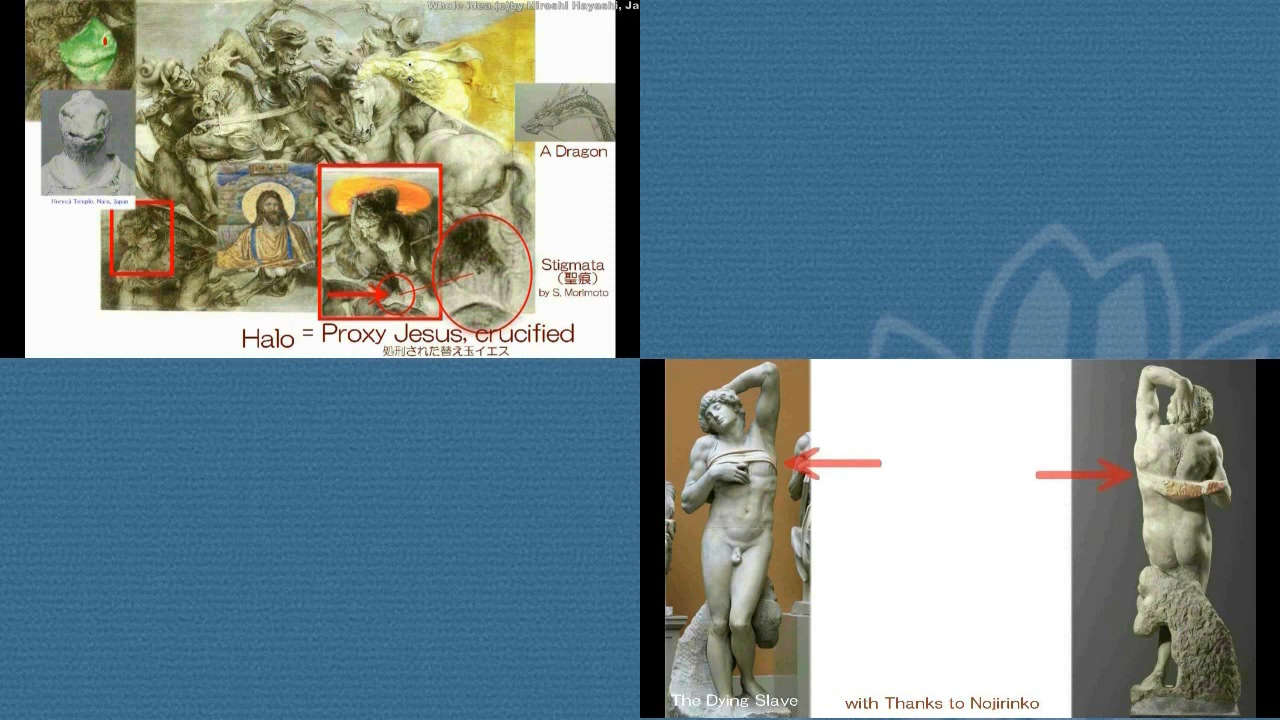 Whole idea (c)by Hiroshi Hayashi, Ja
A Dragon
Horyuji Temple, Nara, Japan
Stigmata
(聖痕)
by S. Morimoto
Halo = Proxy Jesus, crucified
処刑された替え玉イエス
The Dying Slave
with Thanks to Nojirinko